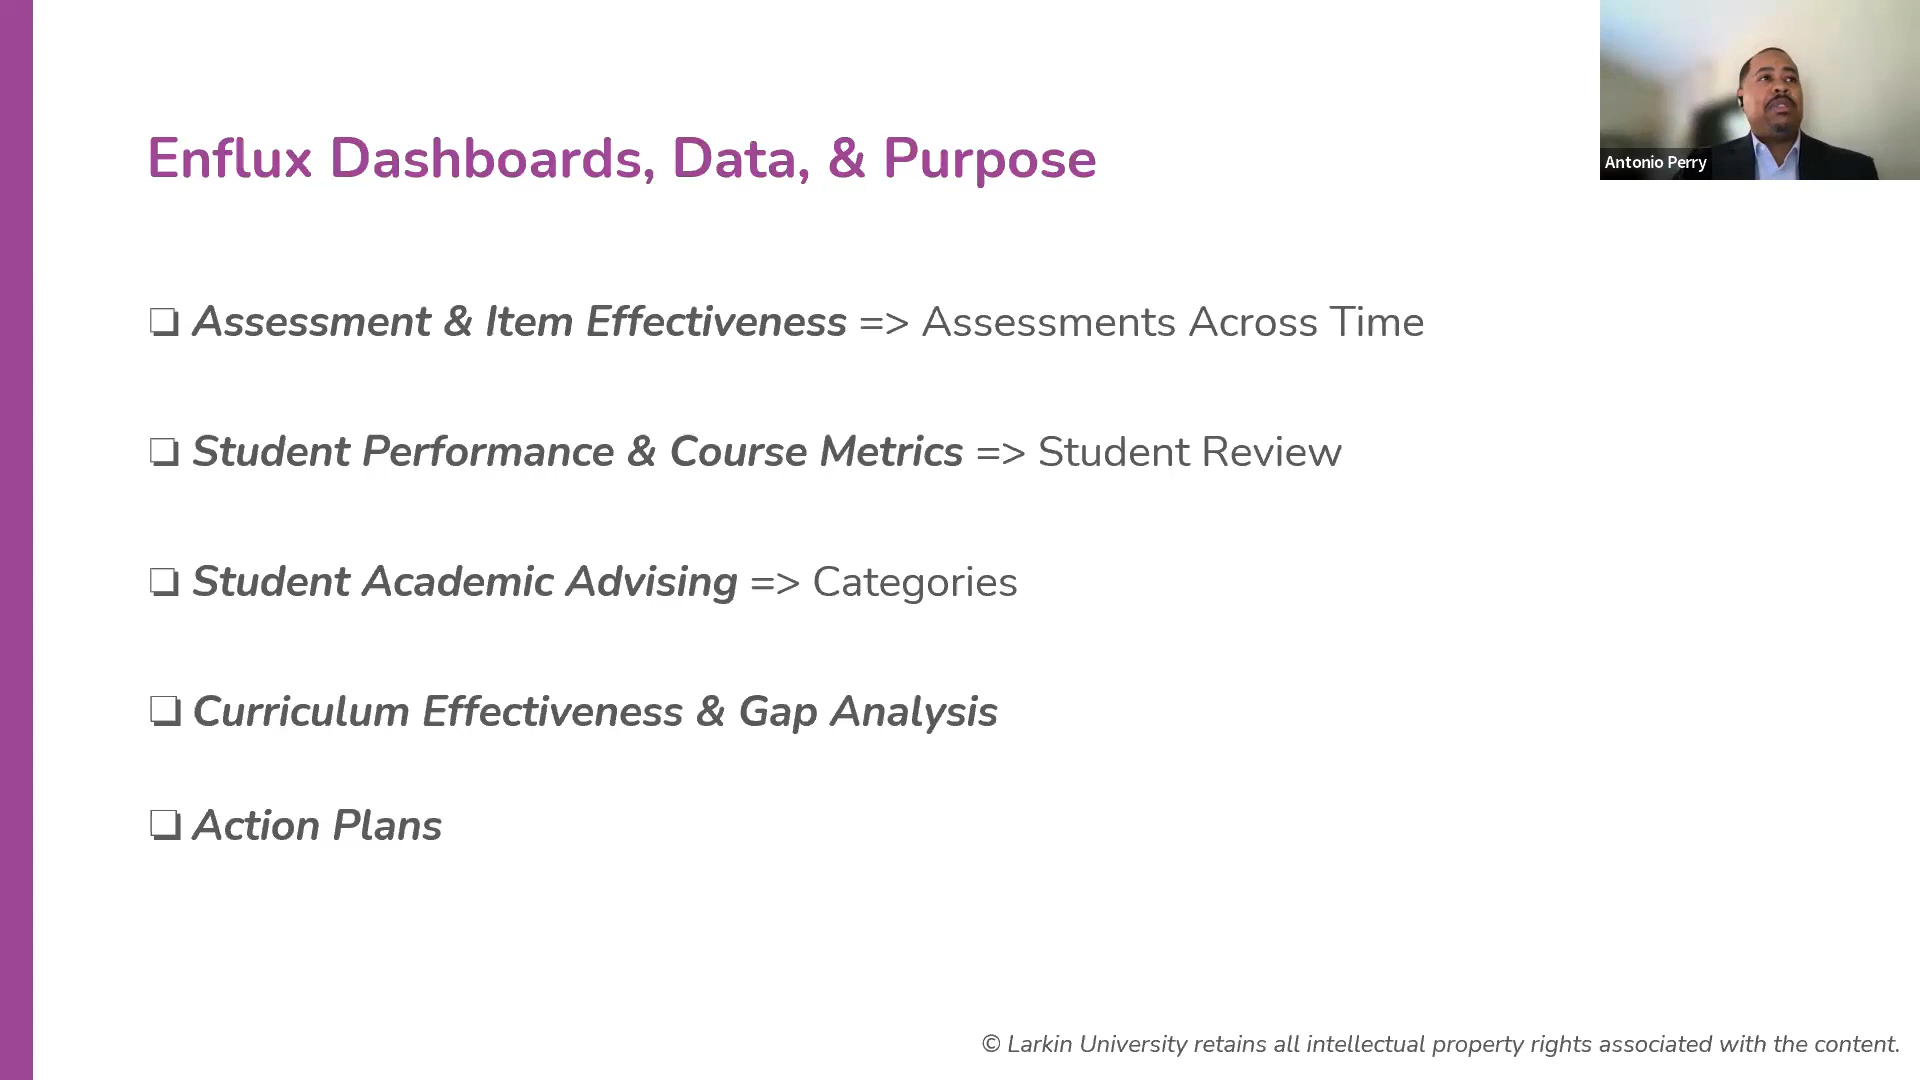 Enflux Dashboards, Data, & Purpose
Antonio Perry
❏ Assessment & Item Effectiveness => Assessments Across Time
❏ Student Performance & Course Metrics => Student Review
❏ Student Academic Advising => Categories
❏ Curriculum Effectiveness & Gap Analysis
❏ Action Plans
© Larkin University retains all intellectual property rights associated with the content.